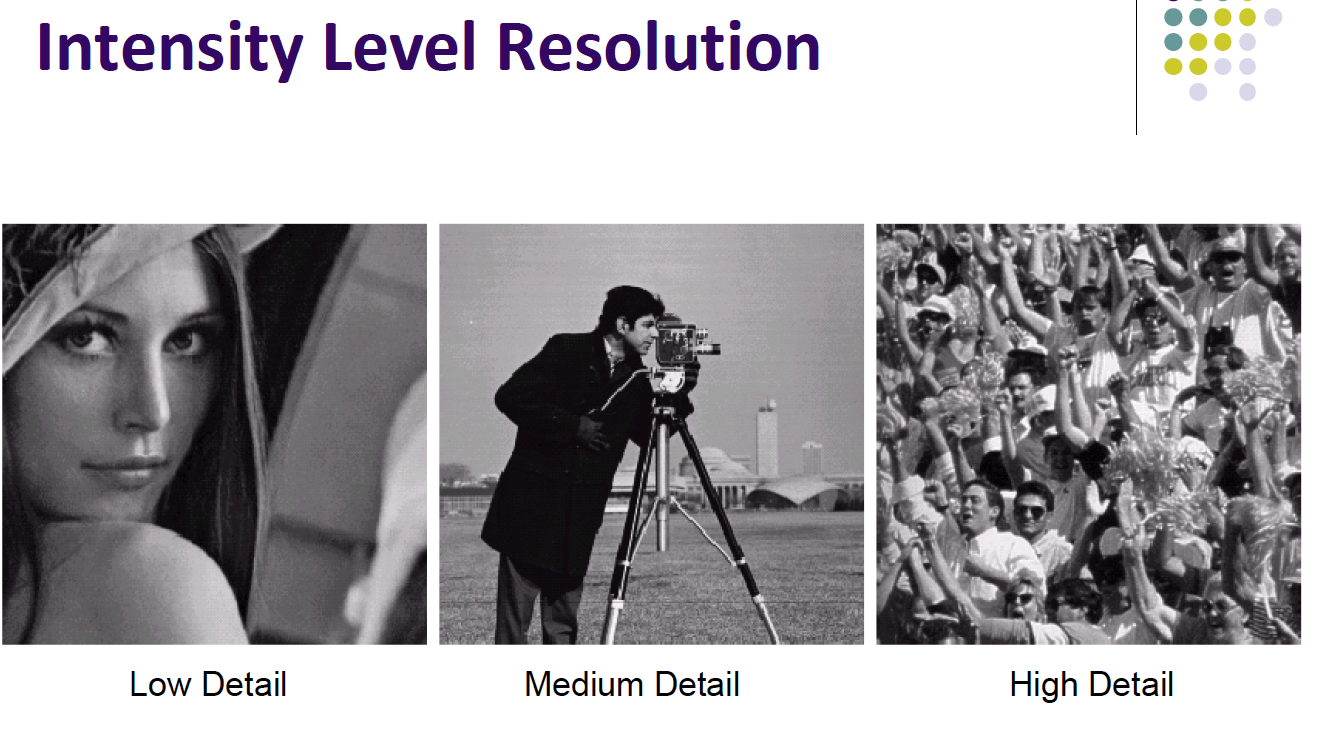 Intensity Level Resolution
Low Detail
Medium Detail
High Detail